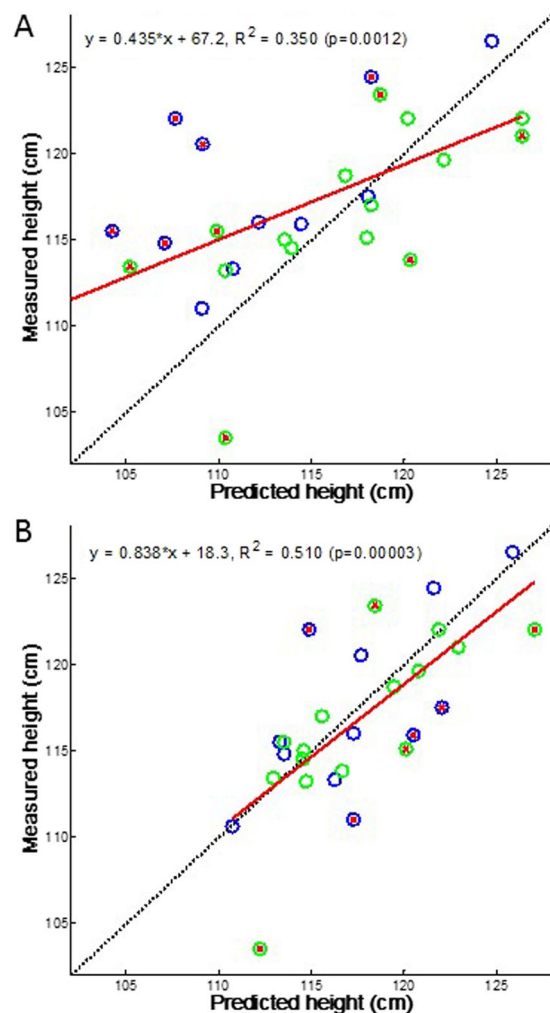 A
y = 0.435*x + 67.2, R² = 0.350 (p=0.0012)
125
120
115
110
105
Measured height (cm)
105 110 115 120 125
Predicted height (cm)
B
y = 0.838*x + 18.3, R² = 0.510 (p=0.00003)
125
120
115
110
105
Measured height (cm)
105 110 115 120 125
Predicted height (cm)